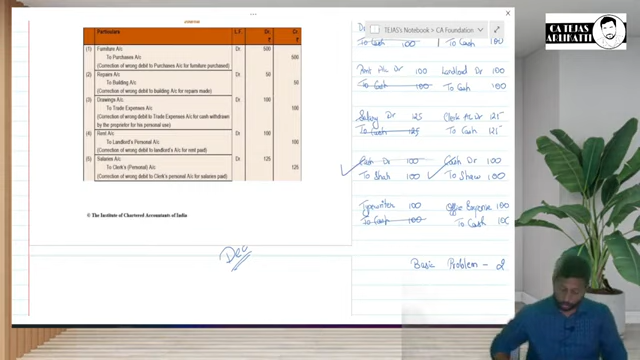 Particulars L.F. Dr. Cr.
₹ ₹
(1) Furniture A/c Dr. 500
To Purchases A/c 500
(Correction of wrong debit to Purchases A/c for furniture purchased)
(2) Repairs A/c Dr. 50
To Building A/c 50
(Correction of wrong debit to building A/c for repairs made)
(3) Drawings A/c Dr. 100
To Trade Expenses A/c 100
(Correction of wrong debit to Trade Expenses A/c for cash withdrawn
by the proprietor for his personal use)
(4) Rent A/c Dr. 100
To Landlord's Personal A/c 100
(Correction of wrong debit to landlord's A/c for rent paid)
(5) Salaries A/c Dr. 125
To Clerk's (Personal) A/c 125
(Correction of wrong debit to Clerk's personal A/c for salaries paid)
© The Institute of Chartered Accountants of India
TEJAS's Notebook > CA Foundation
To Cash 100 To Cash 100
Rent A/c Dr 100 Landlord Dr 100
To Cash 100 To Cash 100
Salary Dr 125 Clerk A/c Dr 125
To Cash 125 To Cash 125
Cash Dr 100 Cash Dr 100
To Shah 100 To Shaw 100
Typewriter 100 Office Expense 100
To Cash 100 To Cash 100
Basic Problem - 2
CA TEJAS